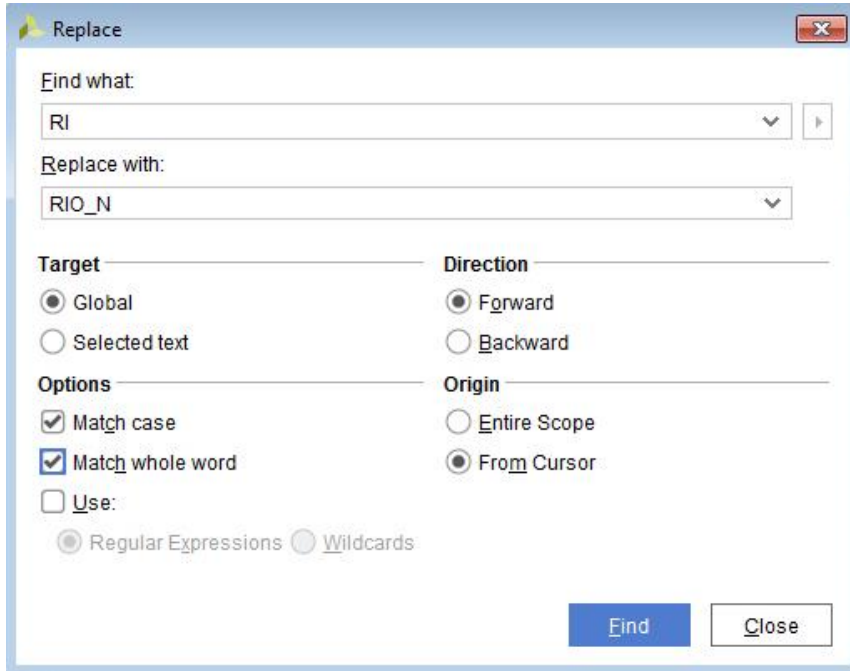 Replace
Find what:
RI
Replace with:
RIO_N
Target
Global
Selected text
Direction
Forward
Backward
Options
Match case
Match whole word
Use:
Regular Expressions Wildcards
Origin
Entire Scope
From Cursor
Find Close